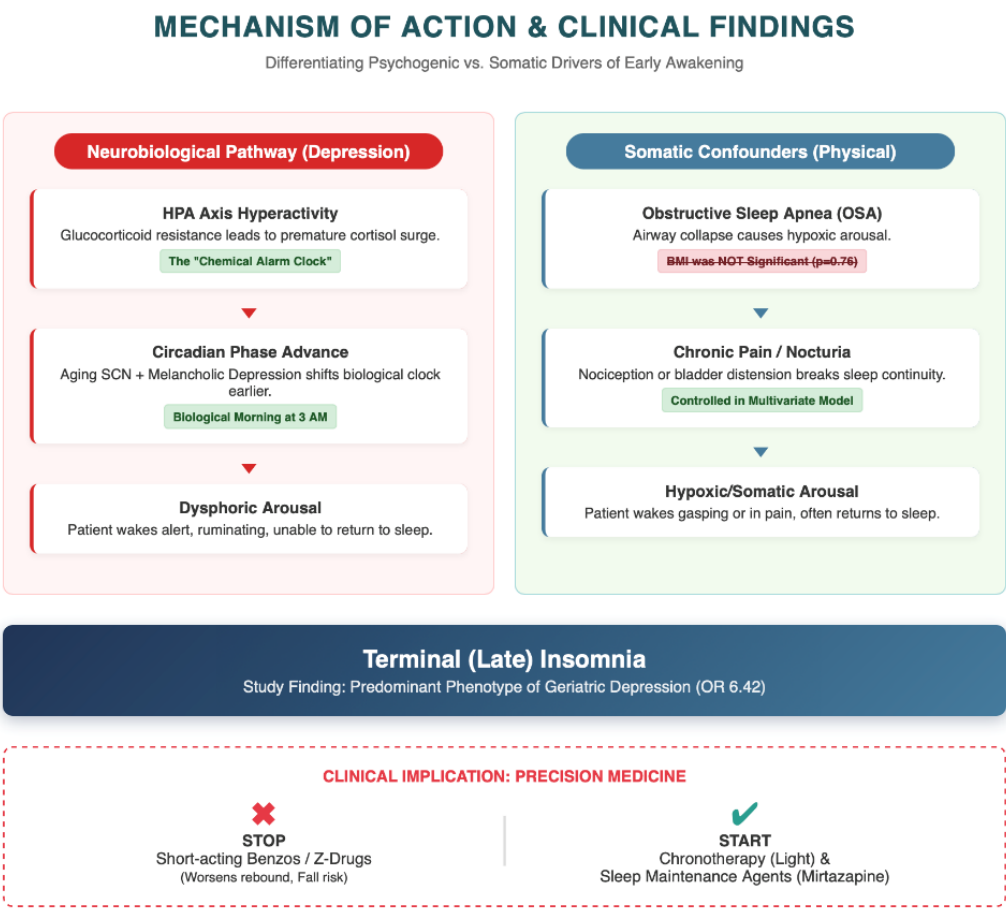 MECHANISM OF ACTION & CLINICAL FINDINGS
Differentiating Psychogenic vs. Somatic Drivers of Early Awakening
Neurobiological Pathway (Depression)
HPA Axis Hyperactivity
Glucocorticoid resistance leads to premature cortisol surge.
The "Chemical Alarm Clock"
Circadian Phase Advance
Aging SCN + Melancholic Depression shifts biological clock
earlier.
Biological Morning at 3 AM
Dysphoric Arousal
Patient wakes alert, ruminating, unable to return to sleep.
Somatic Confounders (Physical)
Obstructive Sleep Apnea (OSA)
Airway collapse causes hypoxic arousal.
BMI was NOT Significant (p=0.76)
Chronic Pain / Nocturia
Nociception or bladder distension breaks sleep continuity.
Controlled in Multivariate Model
Hypoxic/Somatic Arousal
Patient wakes gasping or in pain, often returns to sleep.
Terminal (Late) Insomnia
Study Finding: Predominant Phenotype of Geriatric Depression (OR 6.42)
CLINICAL IMPLICATION: PRECISION MEDICINE
STOP
Short-acting Benzos / Z-Drugs
(Worsens rebound, Fall risk)
START
Chronotherapy (Light) &
Sleep Maintenance Agents (Mirtazapine)